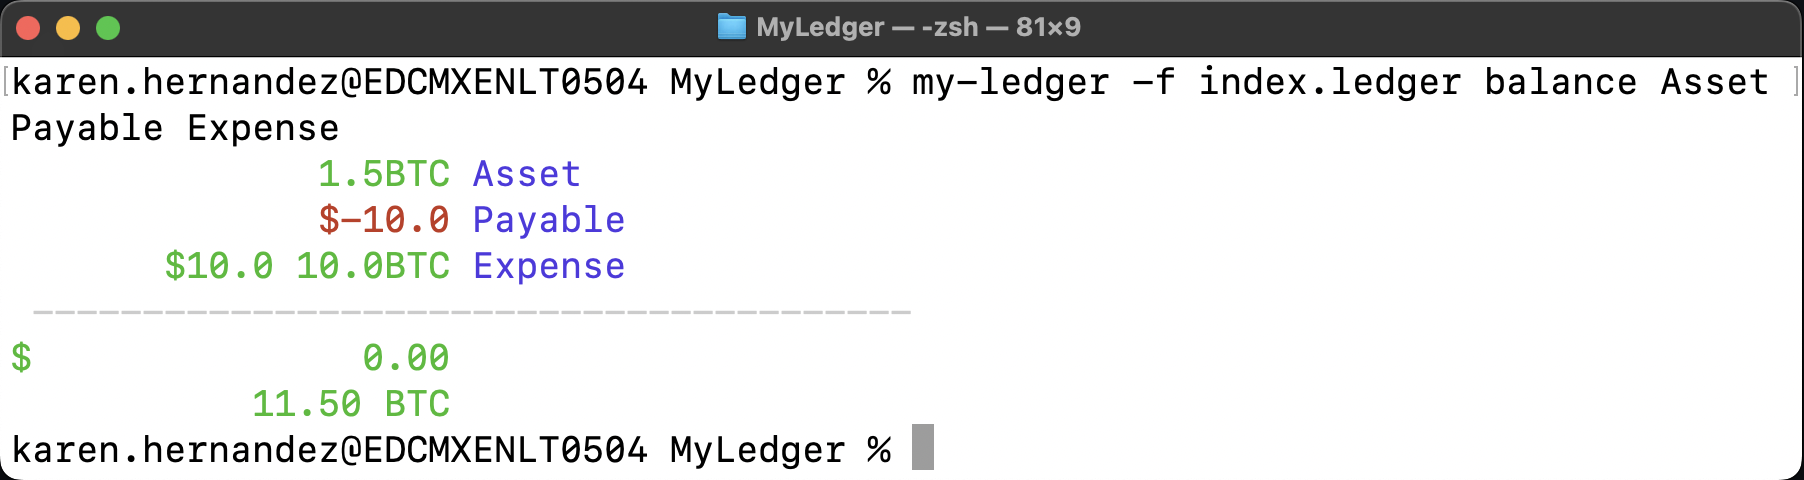 MyLedger — -zsh — 81×9
[karen.hernandez@EDCMXENLT0504 MyLedger % my-ledger -f index.ledger balance Asset ]
Payable Expense
1.5BTC Asset
$-10.0 Payable
$10.0 10.0BTC Expense
----------------------------------------
$ 0.00
11.50 BTC
karen.hernandez@EDCMXENLT0504 MyLedger %